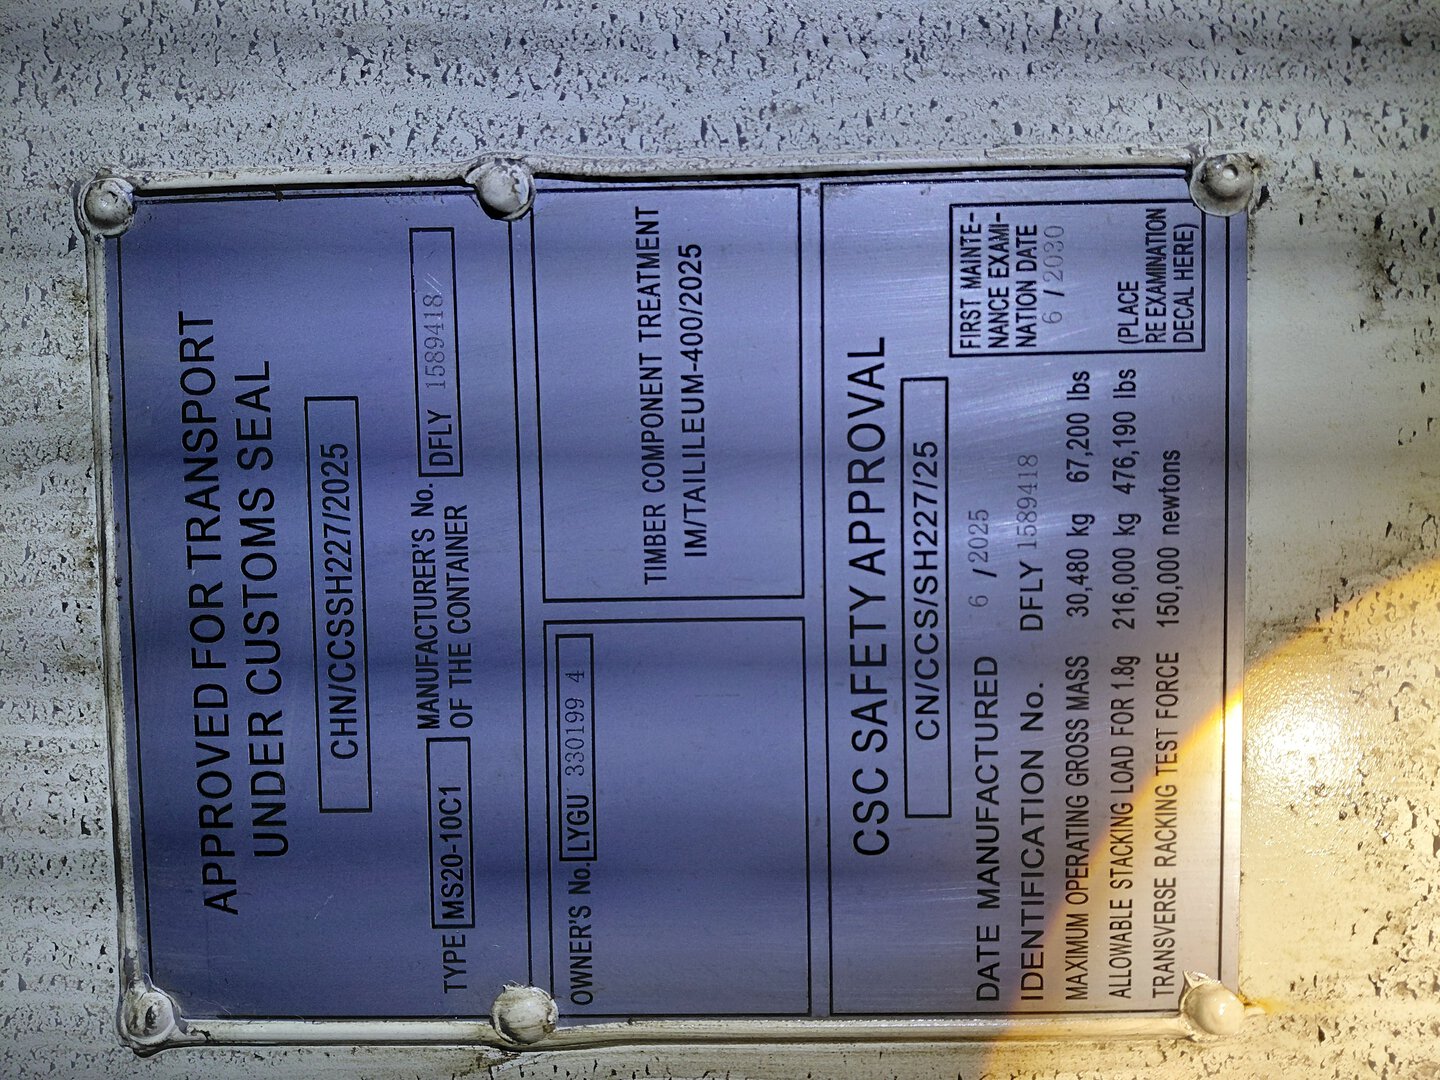 APPROVED FOR TRANSPORT
UNDER CUSTOMS SEAL
CHN/CCSSH227/2025
TYPE MS20-10C1 MANUFACTURER'S No. OF THE CONTAINER DFLY 1589418//
OWNER'S No. LYGU 330199 4
TIMBER COMPONENT TREATMENT
IM/TAILILEUM-400/2025
CSC SAFETY APPROVAL
CN/CCS/SH227/25
DATE MANUFACTURED 6 / 2025
IDENTIFICATION No. DFLY 1589418
MAXIMUM OPERATING GROSS MASS 30,480 kg 67,200 lbs
ALLOWABLE STACKING LOAD FOR 1.8g 216,000 kg 476,190 lbs
TRANSVERSE RACKING TEST FORCE 150,000 newtons
FIRST MAINTE-
NANCE EXAMI-
NATION DATE
6 / 2030
(PLACE
RE EXAMINATION
DECAL HERE)